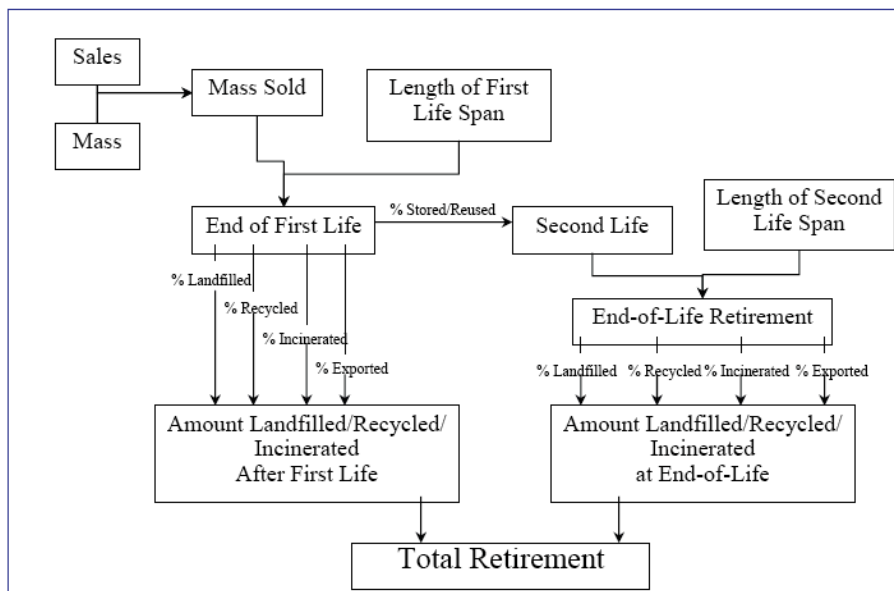 Sales
Mass
Mass Sold
Length of First
Life Span
End of First Life
% Stored/Reused
Second Life
Length of Second
Life Span
% Landfilled
% Recycled
% Incinerated
% Exported
End-of-Life Retirement
% Landfilled
% Recycled
% Incinerated
% Exported
Amount Landfilled/Recycled/
Incinerated
After First Life
Amount Landfilled/Recycled/
Incinerated
at End-of-Life
Total Retirement